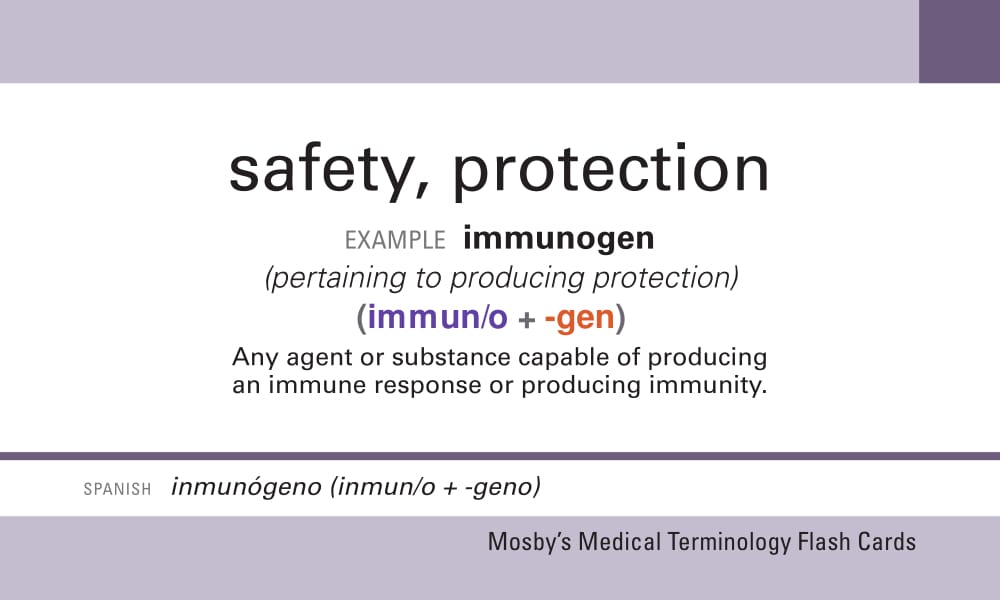 safety, protection
EXAMPLE immunogen
(pertaining to producing protection)
(immun/o + -gen)
Any agent or substance capable of producing
an immune response or producing immunity.
SPANISH inmunógeno (inmun/o + -geno)
Mosby's Medical Terminology Flash Cards